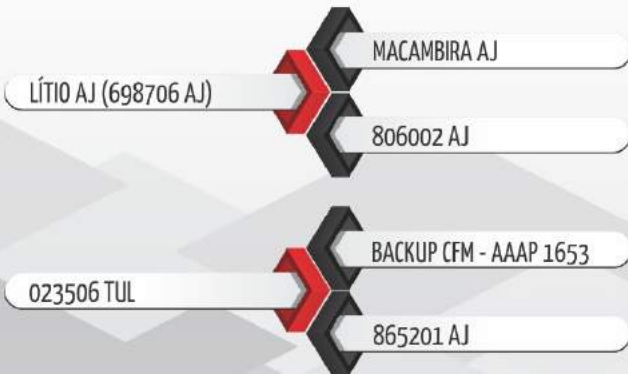 MACAMBIRA AJ
LÍTIO AJ (698706 AJ)
806002 AJ
BACKUP CFM - AAAP 1653
023506 TUL
865201 AJ